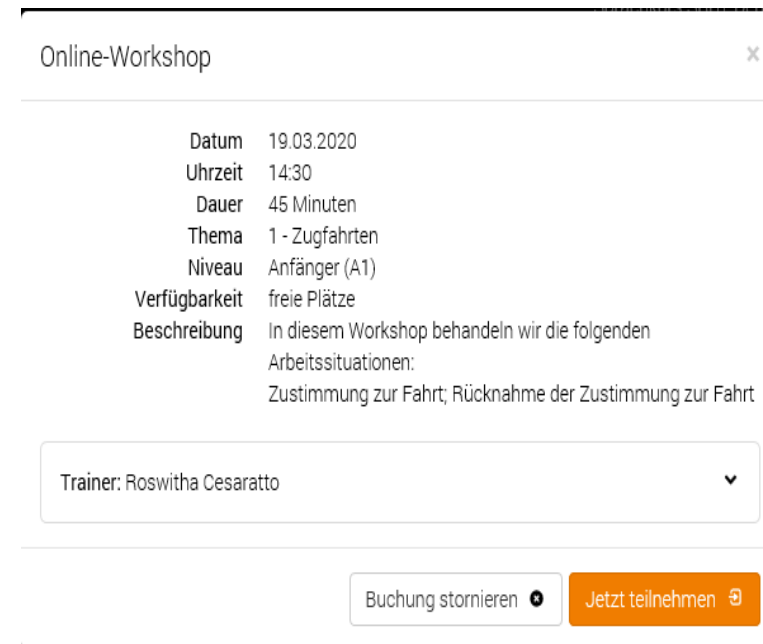 Online-Workshop ×
Datum 19.03.2020
Uhrzeit 14:30
Dauer 45 Minuten
Thema 1 - Zugfahrten
Niveau Anfänger (A1)
Verfügbarkeit freie Plätze
Beschreibung In diesem Workshop behandeln wir die folgenden
Arbeitssituationen:
Zustimmung zur Fahrt; Rücknahme der Zustimmung zur Fahrt
Trainer: Roswitha Cesaratto
Buchung stornieren Jetzt teilnehmen